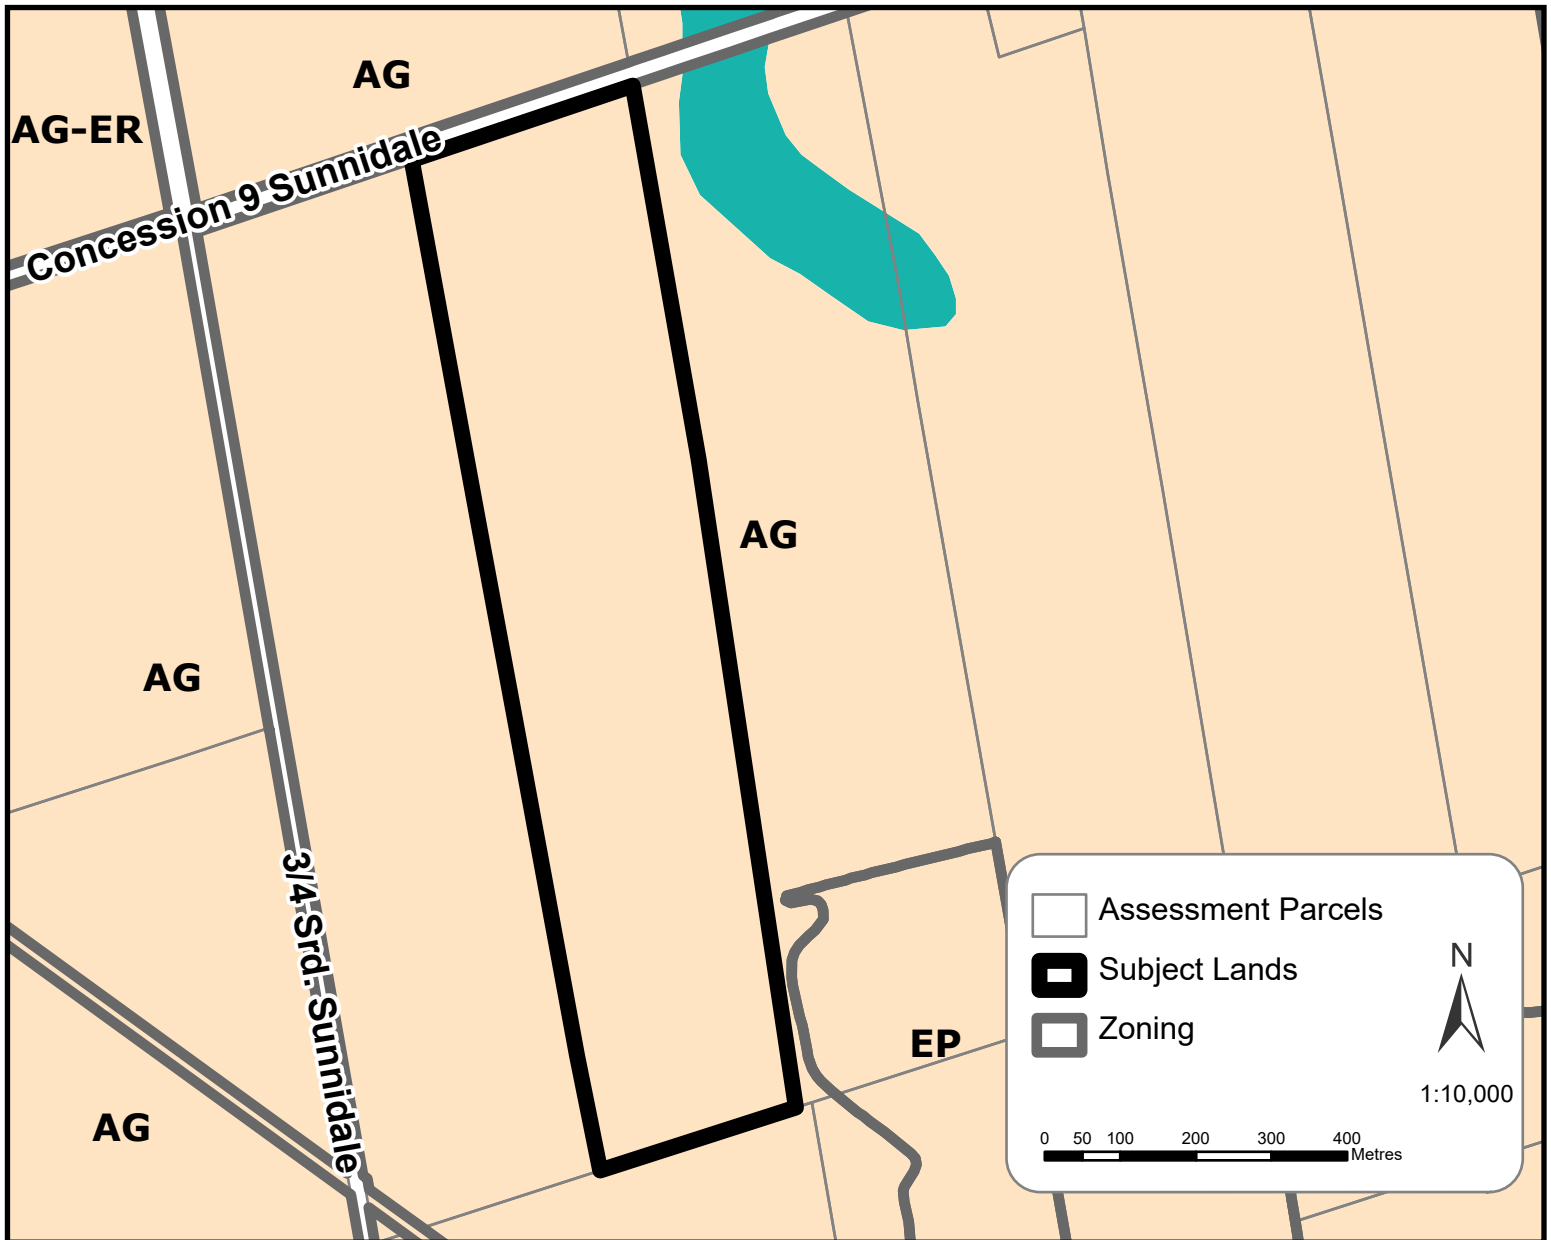 AG
AG-ER
Concession 9 Sunnidale
AG
AG
3/4 Srd. Sunnidale
EP
AG
Assessment Parcels
Subject Lands
Zoning
N
1:10,000
0 50 100 200 300 400
Metres